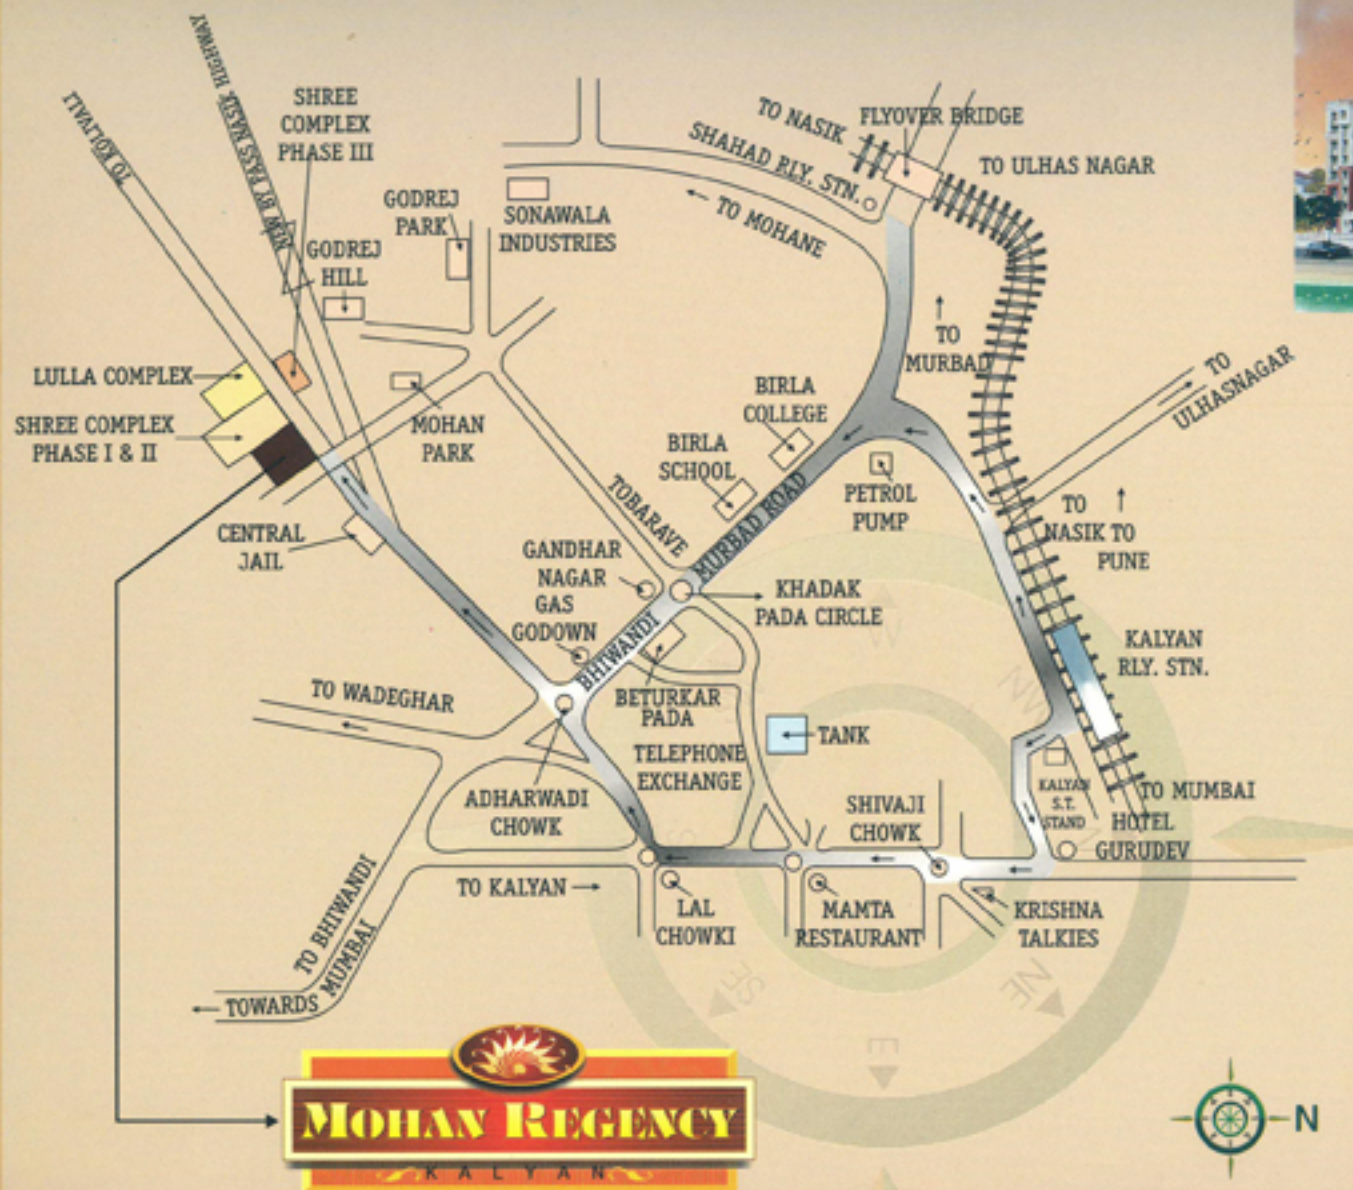 TO KOLIVALI
NEW BY PASS NASIK HIGHWAY
SHREE
COMPLEX
PHASE III
GODREJ
PARK
GODREJ
HILL
SONAWALA
INDUSTRIES
TO NASIK
SHAHAD RLY. STN.
FLYOVER BRIDGE
TO ULHAS NAGAR
TO MOHANE
TO
MURBAD
TO
ULHASNAGAR
LULLA COMPLEX
SHREE COMPLEX
PHASE I & II
MOHAN
PARK
BIRLA
COLLEGE
BIRLA
SCHOOL
PETROL
PUMP
TOBARAVE
MURBAD ROAD
TO
NASIK
TO
PUNE
CENTRAL
JAIL
GANDHAR
NAGAR
GAS
GODOWN
KHADAK
PADA CIRCLE
BHIWANDI
KALYAN
RLY. STN.
BETURKAR
PADA
TO WADEGHAR
TANK
TELEPHONE
EXCHANGE
ADHARWADI
CHOWK
SHIVAJI
CHOWK
KALYAN
S.T.
STAND
TO MUMBAI
HOTEL
GURUDEV
TO KALYAN
LAL
CHOWKI
MAMTA
RESTAURANT
KRISHNA
TALKIES
TO BHIWANDI
MUMBAI
TOWARDS
NW
W
SE
NE
E
N
MOHAN REGENCY
KALYAN